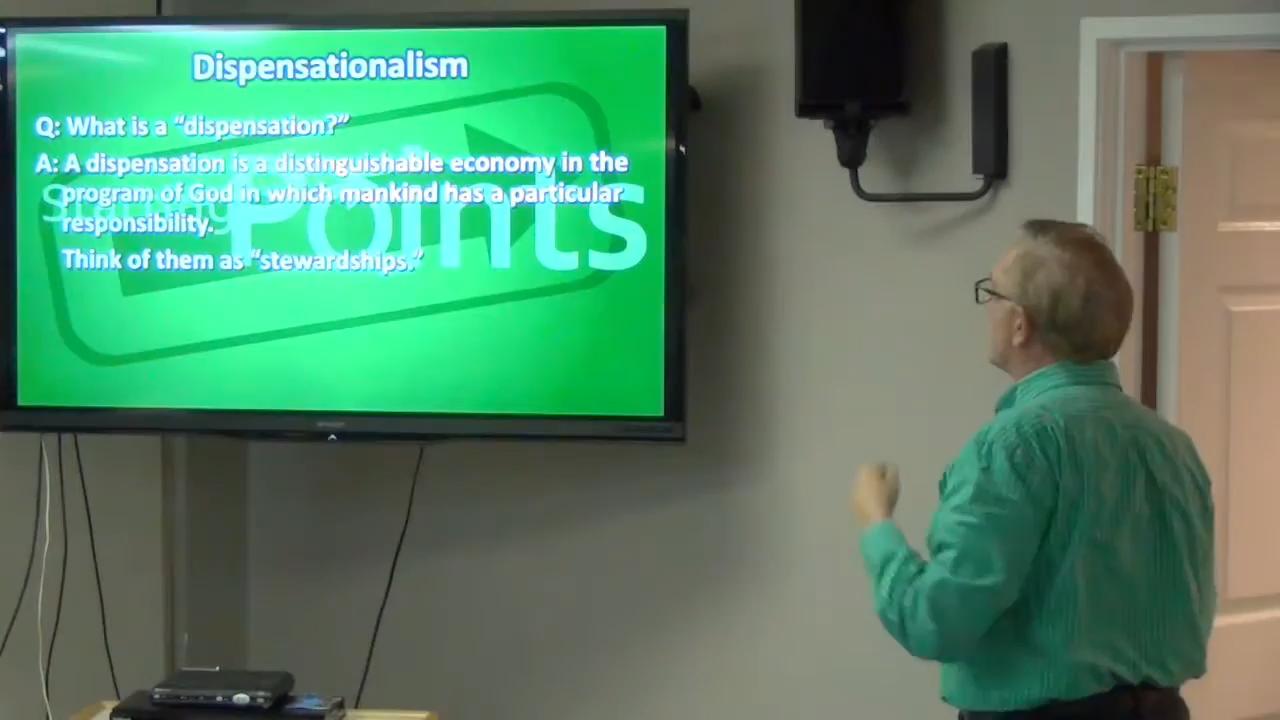 Dispensationalism
Q: What is a “dispensation?”
A: A dispensation is a distinguishable economy in the
program of God in which mankind has a particular
responsibility.
Think of them as “stewardships.”
Points
SHARP